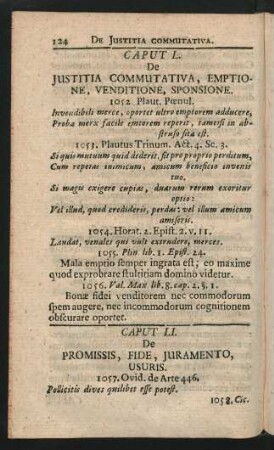 124 DE JUSTITIA COMMUTATIVA.
CAPUT L.
De
JUSTITIA COMMUTATIVA, EMPTIO-
NE, VENDITIONE, SPONSIONE.
1052. Plaut. Pœnul.
Invendibili merce, oportet ultro emptorem adducere,
Proba merx facile emtorem reperit, tametsi in ab-
struso sita est.
1053. Plautus Trinum. Act. 4. Sc. 3.
Si quis mutuum quid dederit, fit pro proprio perditum,
Cum repetas inimicum, amicum beneficio invenis
tuo.
Si magis exigere cupias, duarum rerum exoritur
optio:
Vel illud, quod credideris, perdas: vel illum amicum
amiseris.
1054. Horat. 2. Epist. 2. v. 11.
Laudat, venales qui vult extrudere, merces.
1055. Plin lib. 1. Epist. 24.
Mala emptio semper ingrata est; eo maxime
quod exprobrare stultitiam domino videtur.
1056. Val. Max lib. 8. cap. 2. §. 1.
Bonæ fidei venditorem nec commodorum
spem augere, nec incommodorum cognitionem
obscurare oportet.
CAPUT LI.
De
PROMISSIS, FIDE, JURAMENTO,
USURIS.
1057. Ovid. de Arte 446.
Pollicitis dives quilibet esse potest.
1058. Cic.